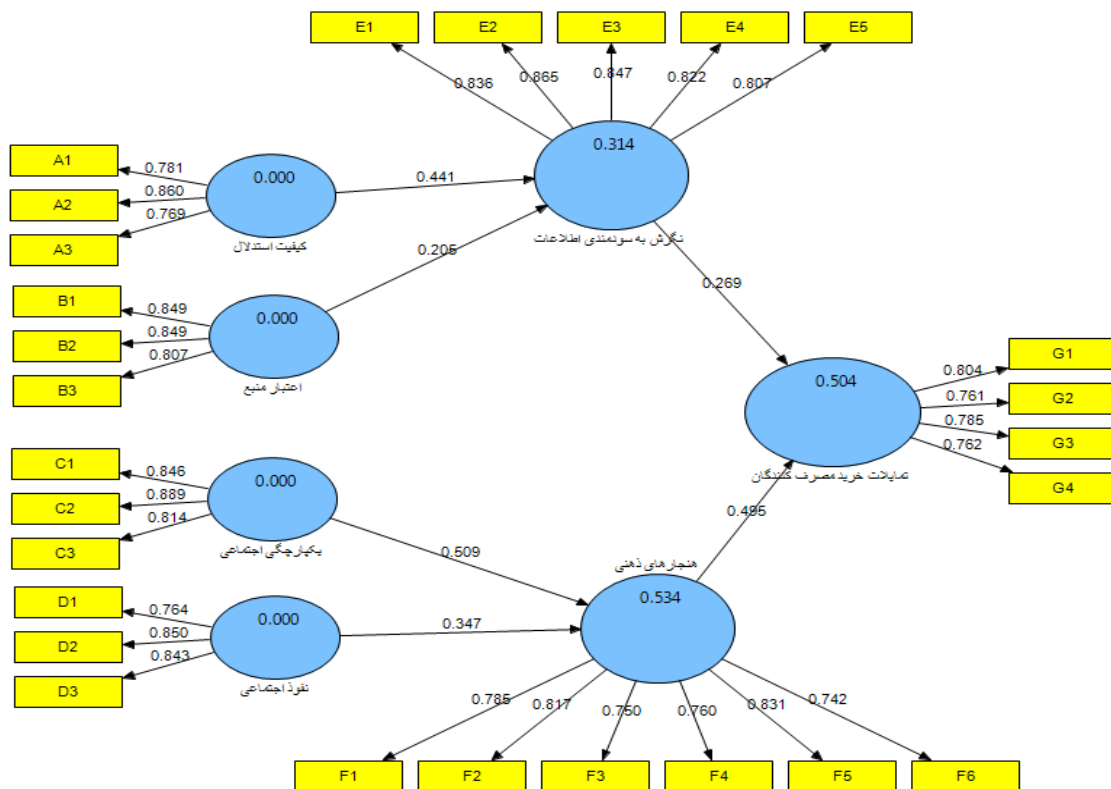 E1 E2 E3 E4 E5
0.836 0.865 0.847 0.822 0.807
0.314
نگرش به سودمندی اطلاعات
A1 0.781
A2 0.860
A3 0.769
0.000
کیفیت استدلال
0.441
B1 0.849
B2 0.849
B3 0.807
0.000
اعتبار منبع
0.205
0.269
0.504
تمایلات خرید مصرف کنندگان
0.804 G1
0.761 G2
0.785 G3
0.762 G4
C1 0.846
C2 0.889
C3 0.814
0.000
یکپارچگی اجتماعی
0.509
0.495
هنجارهای ذهنی
0.534
D1 0.764
D2 0.850
D3 0.843
0.000
نفوذ اجتماعی
0.347
0.785 0.817 0.750 0.760 0.831 0.742
F1 F2 F3 F4 F5 F6